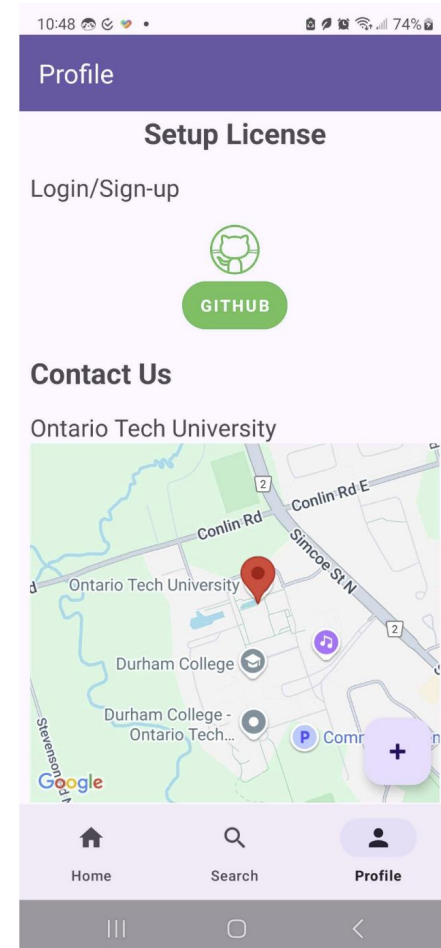 10:48
74%
Profile
Setup License
Login/Sign-up
GITHUB
Contact Us
Ontario Tech University
2
Conlin Rd E
Conlin Rd
Simcoe St N
Ontario Tech University
2
Durham College
Durham College -
Ontario Tech...
P
Stevenson
Google
+
Home
Search
Profile